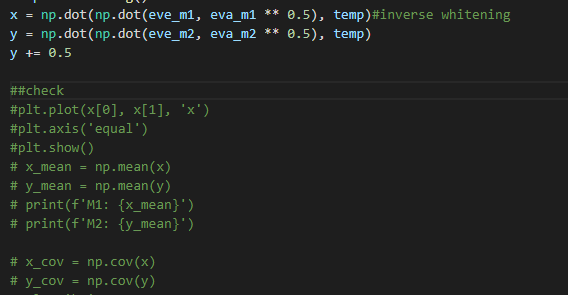 x = np.dot(np.dot(eve_m1, eva_m1 ** 0.5), temp)#inverse whitening
y = np.dot(np.dot(eve_m2, eva_m2 ** 0.5), temp)
y += 0.5
##check
#plt.plot(x[0], x[1], 'x')
#plt.axis('equal')
#plt.show()
# x_mean = np.mean(x)
# y_mean = np.mean(y)
# print(f'M1: {x_mean}')
# print(f'M2: {y_mean}')
# x_cov = np.cov(x)
# y_cov = np.cov(y)